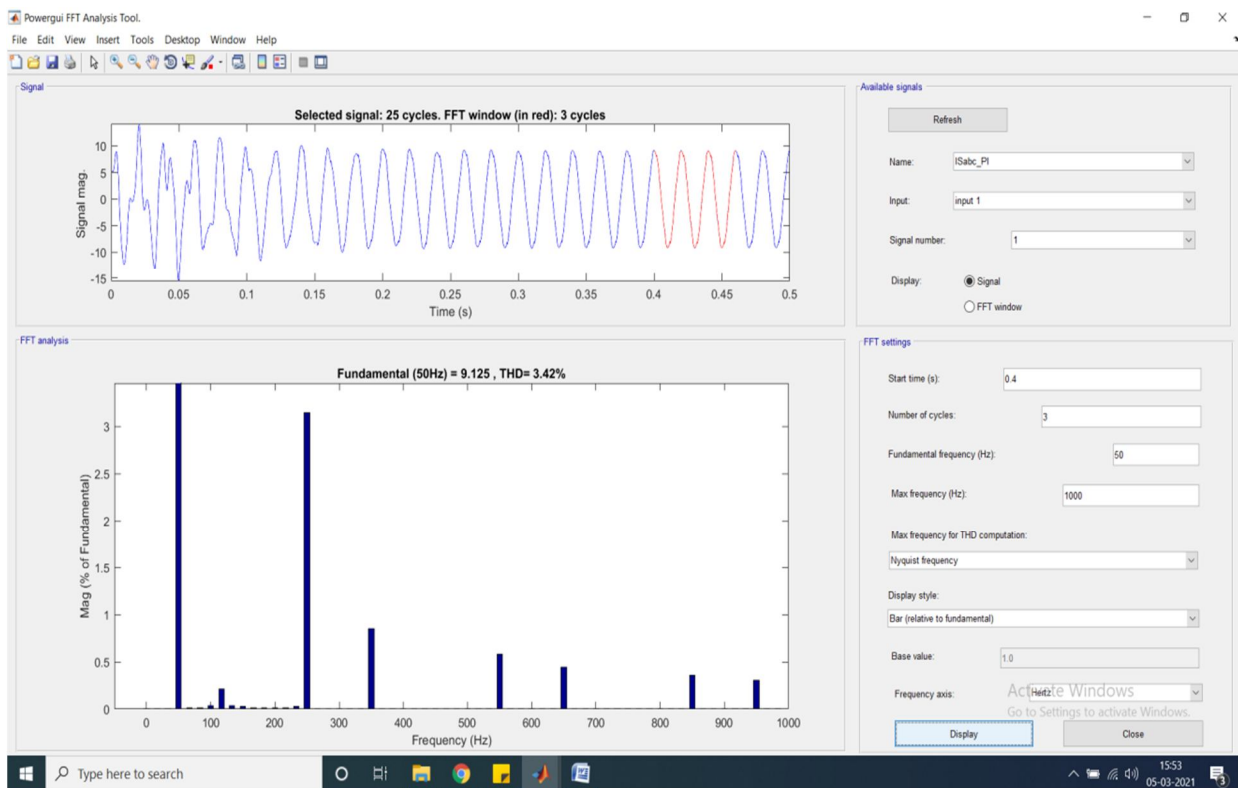 Powergui FFT Analysis Tool.
File Edit View Insert Tools Desktop Window Help
Signal
Selected signal: 25 cycles. FFT window (in red): 3 cycles
Signal mag.
10
5
0
-5
-10
-15
0 0.05 0.1 0.15 0.2 0.25 0.3 0.35 0.4 0.45 0.5
Time (s)
FFT analysis
Fundamental (50Hz) = 9.125 , THD= 3.42%
Mag (% of Fundamental)
3
2.5
2
1.5
1
0.5
0
0 100 200 300 400 500 600 700 800 900 1000
Frequency (Hz)
Available signals
Refresh
Name: ISabc_PI
Input: input 1
Signal number: 1
Display: Signal
FFT window
FFT settings
Start time (s): 0.4
Number of cycles: 3
Fundamental frequency (Hz): 50
Max frequency (Hz): 1000
Max frequency for THD computation:
Nyquist frequency
Display style:
Bar (relative to fundamental)
Base value: 1.0
Frequency axis: Hertz
Activate Windows
Go to Settings to activate Windows.
Display Close
Type here to search
15:53
05-03-2021
3